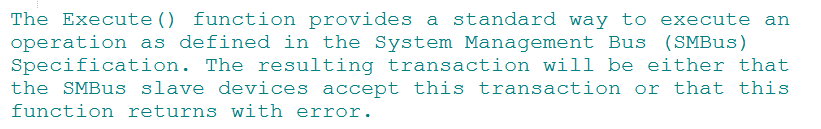 The Execute() function provides a standard way to execute an
operation as defined in the System Management Bus (SMBus)
Specification. The resulting transaction will be either that
the SMBus slave devices accept this transaction or that this
function returns with error.